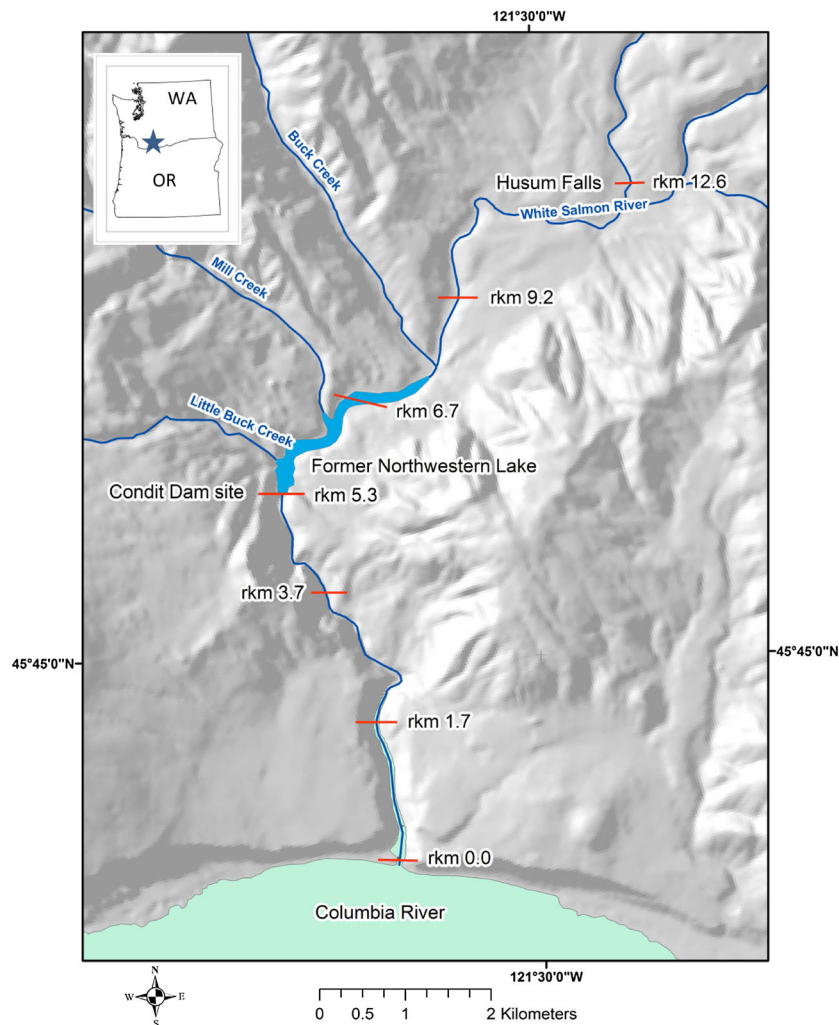 121°30'0"W
WA
OR
Buck Creek
Husum Falls
rkm 12.6
White Salmon River
Mill Creek
rkm 9.2
rkm 6.7
Little Buck Creek
Former Northwestern Lake
Condit Dam site
rkm 5.3
rkm 3.7
45°45'0"N
45°45'0"N
rkm 1.7
rkm 0.0
Columbia River
121°30'0"W
N
W
E
S
0 0.5 1 2 Kilometers